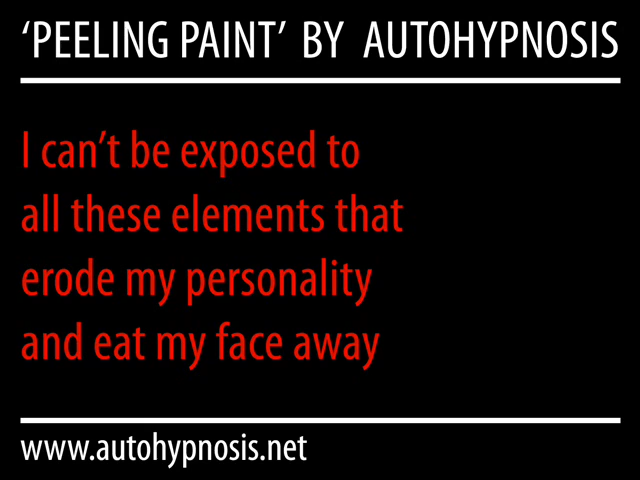 ‘PEELING PAINT’ BY AUTOHYPNOSIS
I can’t be exposed to
all these elements that
erode my personality
and eat my face away
www.autohypnosis.net